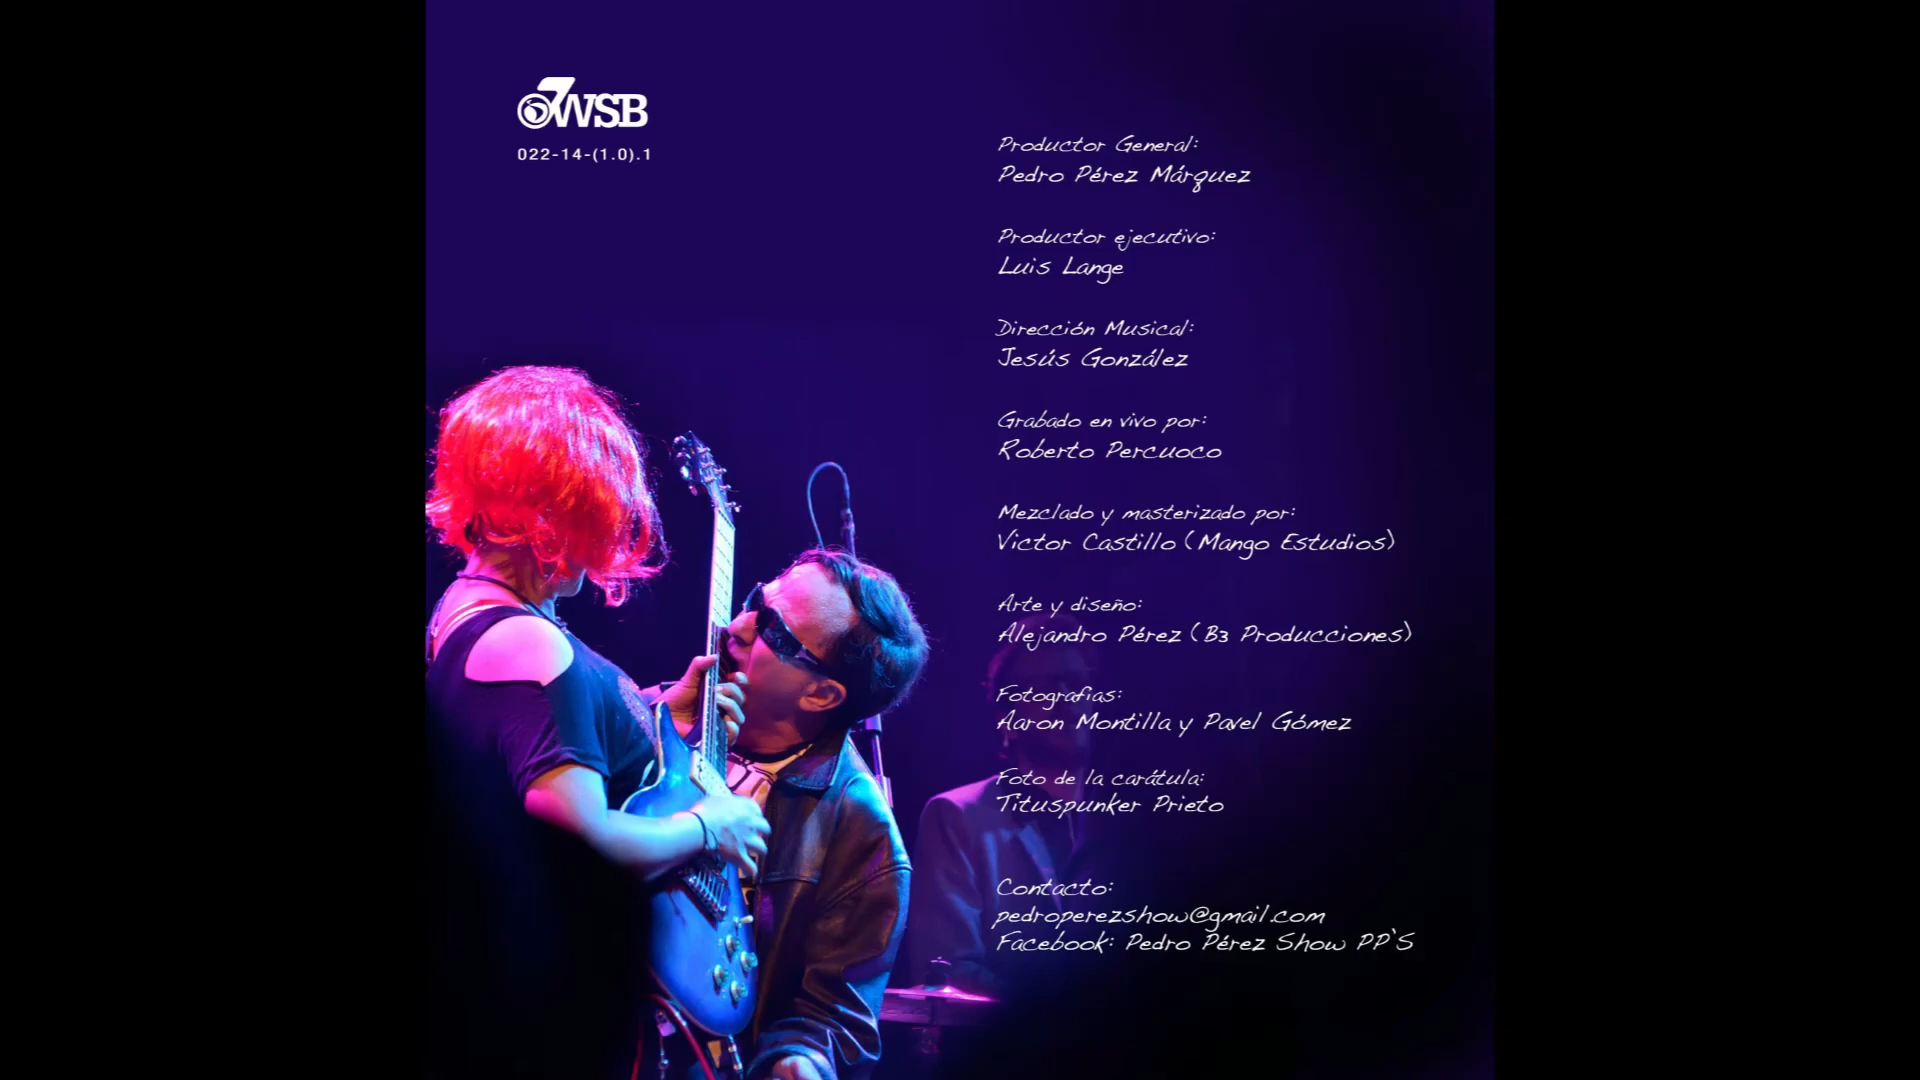 WSB
022-14-(1.0).1
Productor General:
Pedro Pérez Márquez
Productor ejecutivo:
Luis Lange
Dirección Musical:
Jesús González
Grabado en vivo por:
Roberto Percuoco
Mezclado y masterizado por:
Victor Castillo (Mango Estudios)
Arte y diseño:
Alejandro Pérez (B3 Producciones)
Fotografias:
Aaron Montilla y Pavel Gómez
Foto de la carátula:
Tituspunker Prieto
Contacto:
pedroperezshow@gmail.com
Facebook: Pedro Pérez Show PP'S